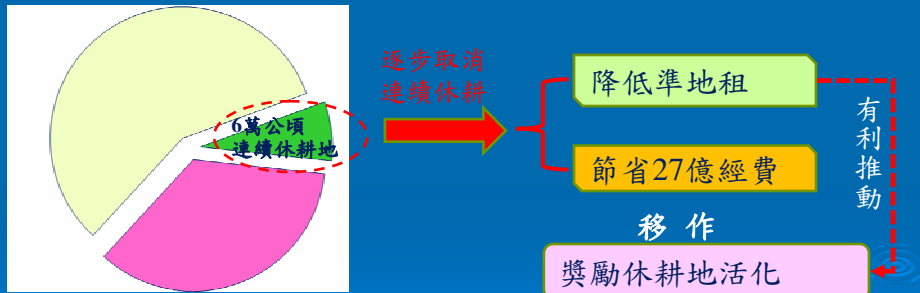 6萬公頃
連續休耕地
逐步取消
連續休耕
降低準地租
節省27億經費
有利推動
移作
獎勵休耕地活化